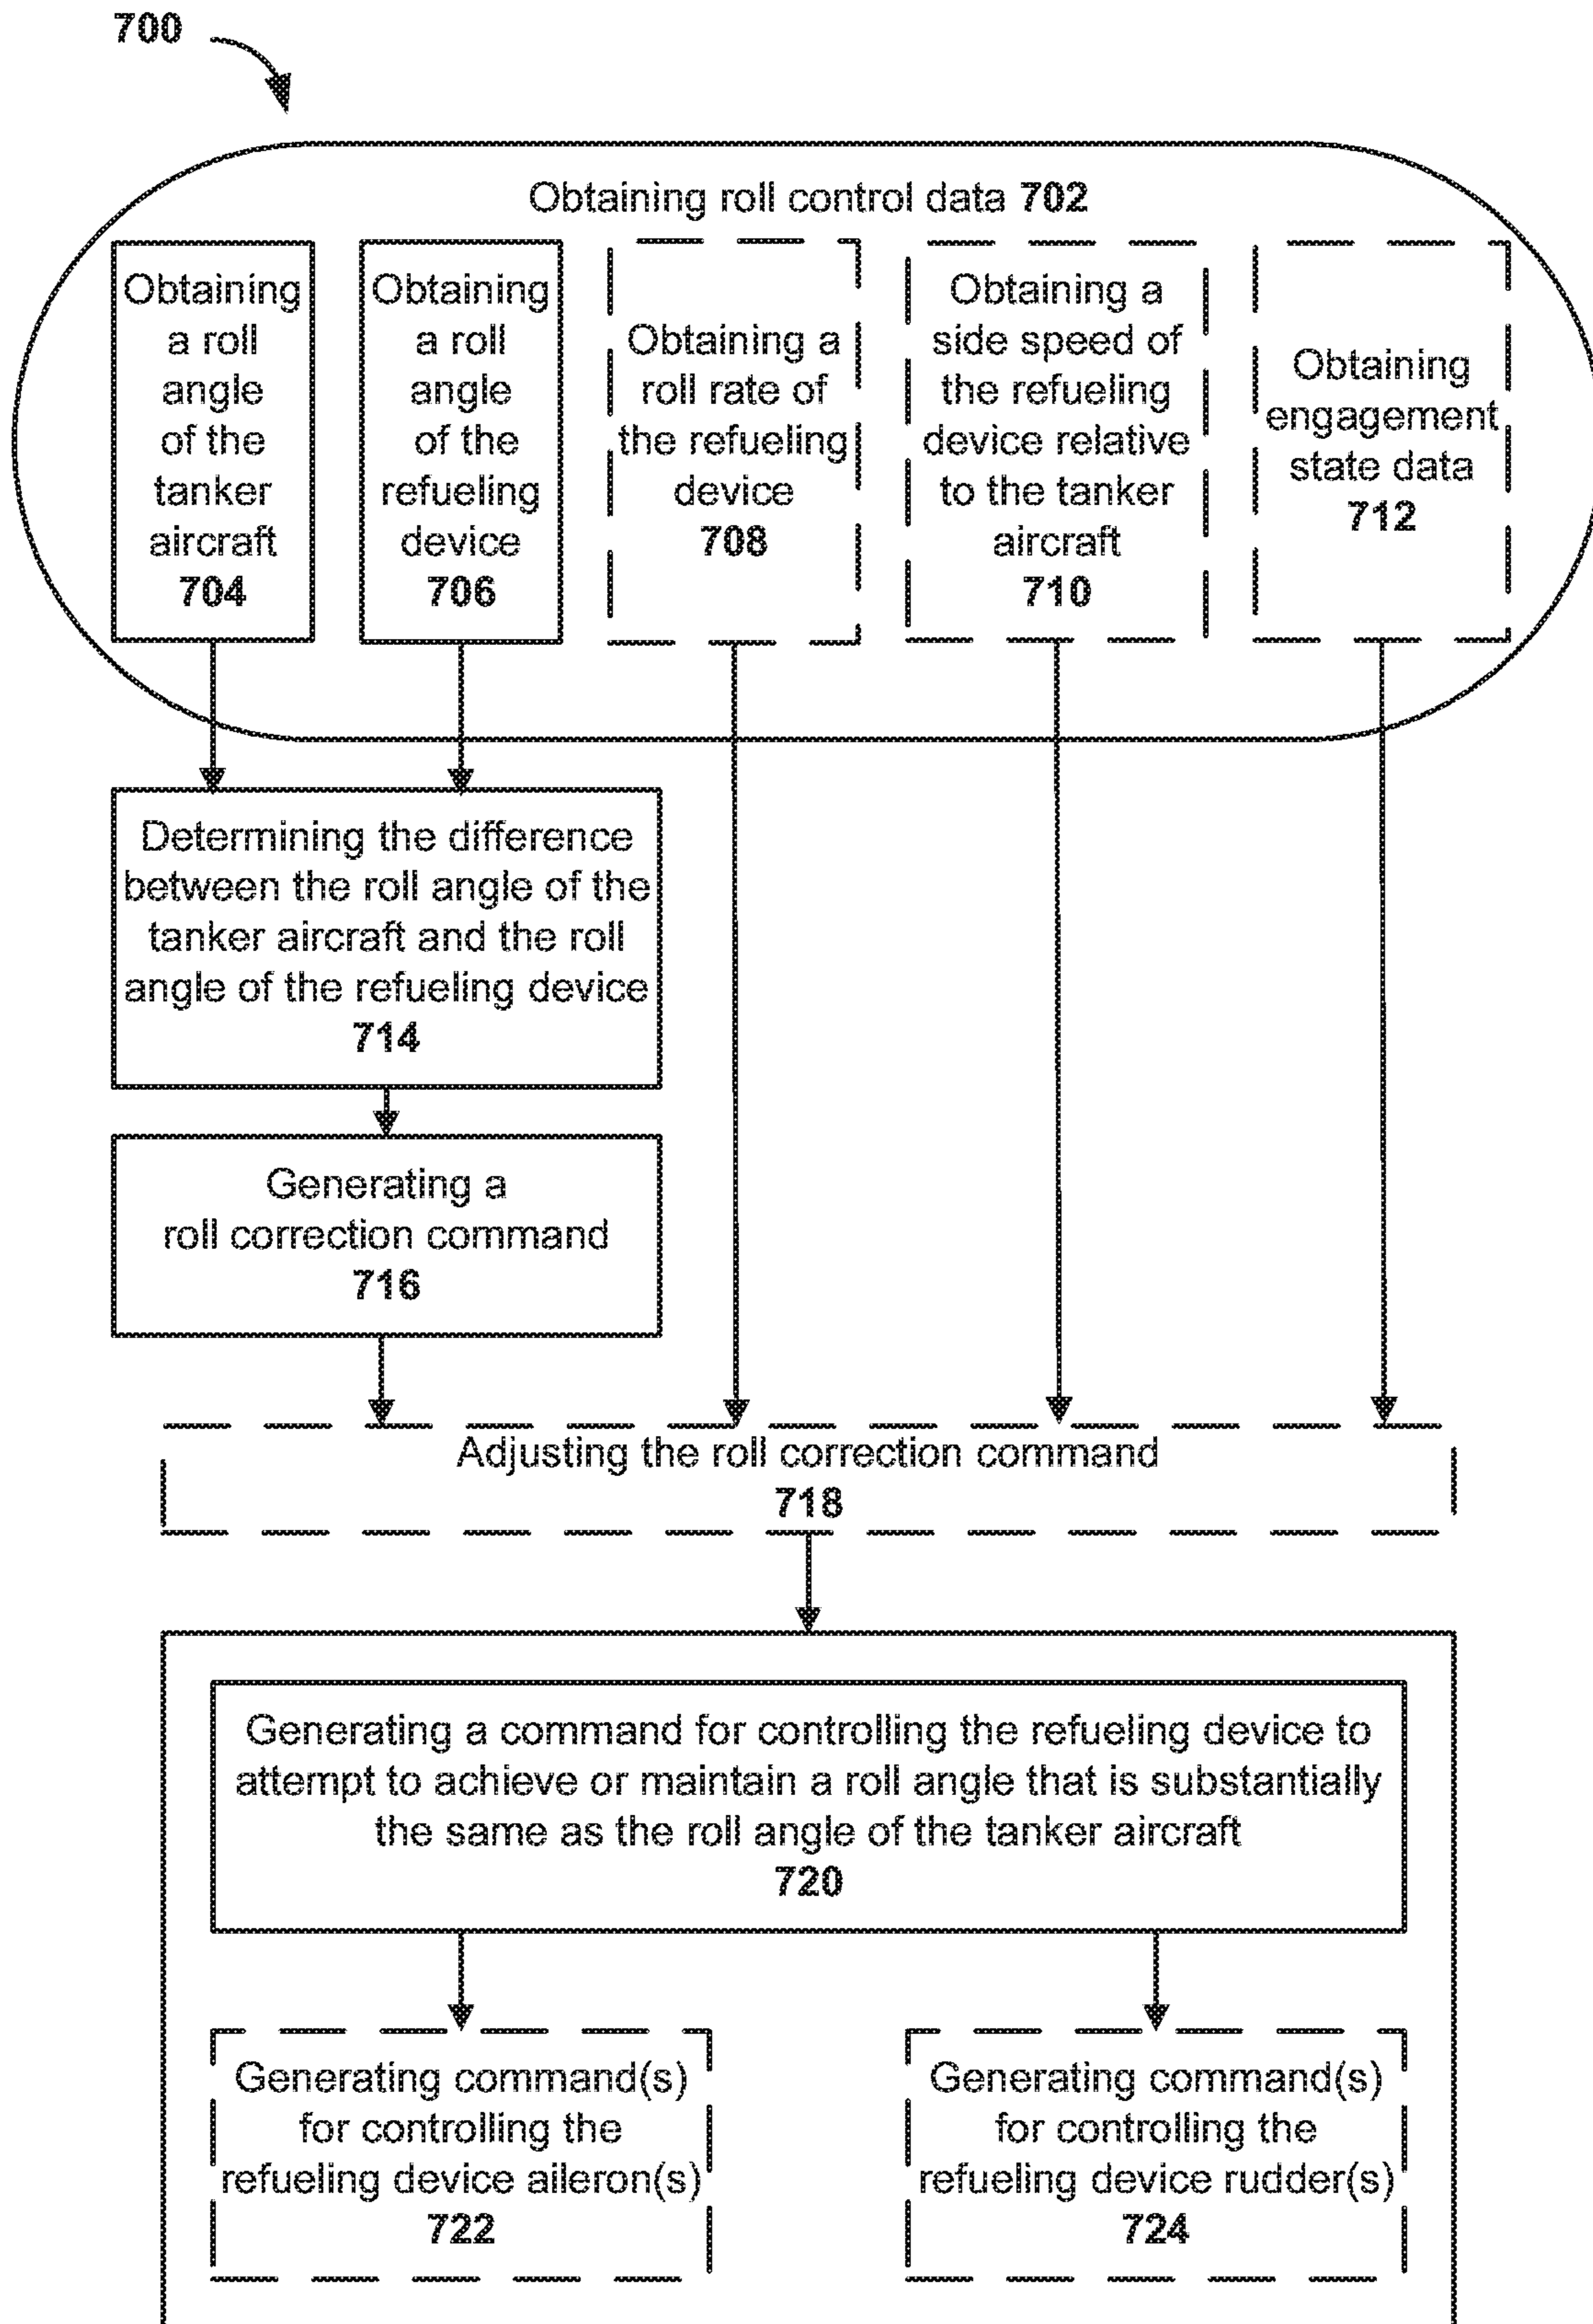 700
Obtaining roll control data 702
Obtaining
a roll
angle
of the
tanker
aircraft
704
Obtaining
a roll
angle
of the
refueling
device
706
Obtaining a
roll rate of
the refueling
device
708
Obtaining a
side speed of
the refueling
device relative
to the tanker
aircraft
710
Obtaining
engagement
state data
712
Determining the difference
between the roll angle of the
tanker aircraft and the roll
angle of the refueling device
714
Generating a
roll correction command
716
Adjusting the roll correction command
718
Generating a command for controlling the refueling device to
attempt to achieve or maintain a roll angle that is substantially
the same as the roll angle of the tanker aircraft
720
Generating command(s)
for controlling the
refueling device aileron(s)
722
Generating command(s)
for controlling the
refueling device rudder(s)
724